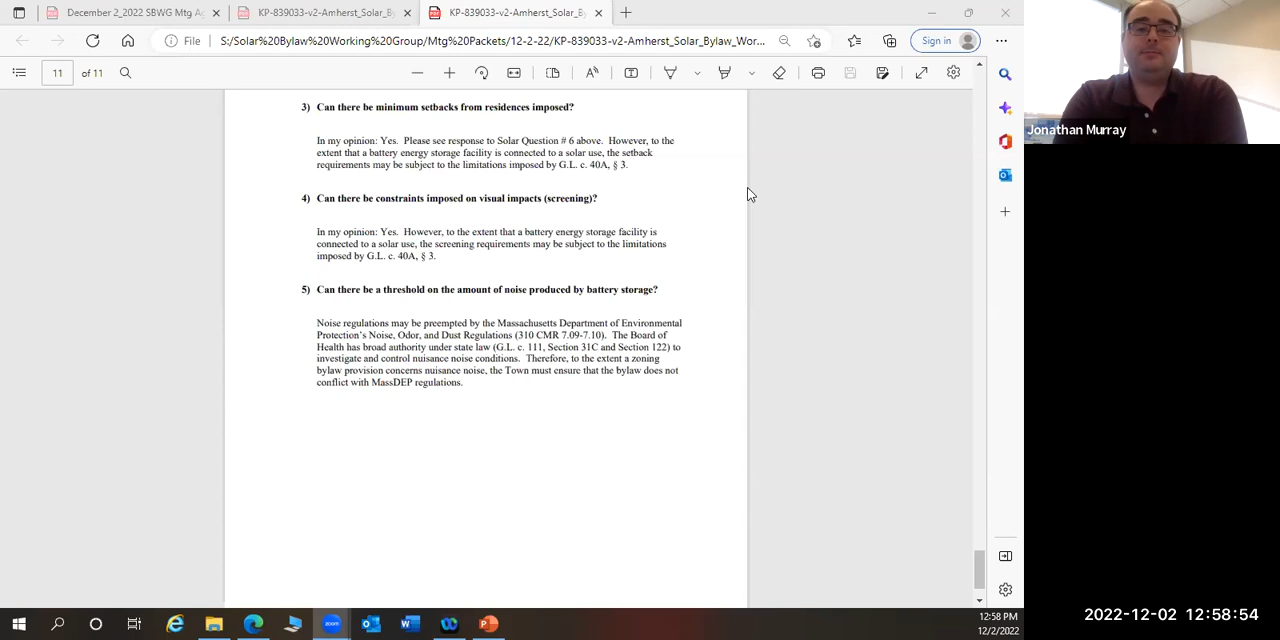 December 2_2022 SBWG Mtg Ag
KP-839033-v2-Amherst_Solar_By
KP-839033-v2-Amherst_Solar_By
File
S:/Solar%20Bylaw%20Working%20Group/Mtg%20Packets/12-2-22/KP-839033-v2-Amherst_Solar_Bylaw_Wor...
Sign in
11
of 11
3) Can there be minimum setbacks from residences imposed?
In my opinion: Yes. Please see response to Solar Question # 6 above. However, to the
extent that a battery energy storage facility is connected to a solar use, the setback
requirements may be subject to the limitations imposed by G.L. c. 40A, § 3.
4) Can there be constraints imposed on visual impacts (screening)?
In my opinion: Yes. However, to the extent that a battery energy storage facility is
connected to a solar use, the screening requirements may be subject to the limitations
imposed by G.L. c. 40A, § 3.
5) Can there be a threshold on the amount of noise produced by battery storage?
Noise regulations may be preempted by the Massachusetts Department of Environmental
Protection's Noise, Odor, and Dust Regulations (310 CMR 7.09-7.10). The Board of
Health has broad authority under state law (G.L. c. 111, Section 31C and Section 122) to
investigate and control nuisance noise conditions. Therefore, to the extent a zoning
bylaw provision concerns nuisance noise, the Town must ensure that the bylaw does not
conflict with MassDEP regulations.
Jonathan Murray
zoom
12:58 PM
12/2/2022
2022-12-02 12:58:54